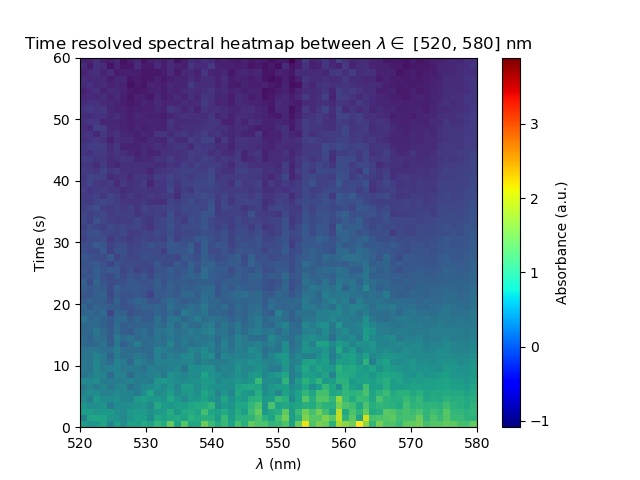 Time resolved spectral heatmap between λ ∈ [520, 580] nm
60
50
40
30
20
10
0
Time (s)
520 530 540 550 560 570 580
λ (nm)
3
2
1
0
−1
Absorbance (a.u.)